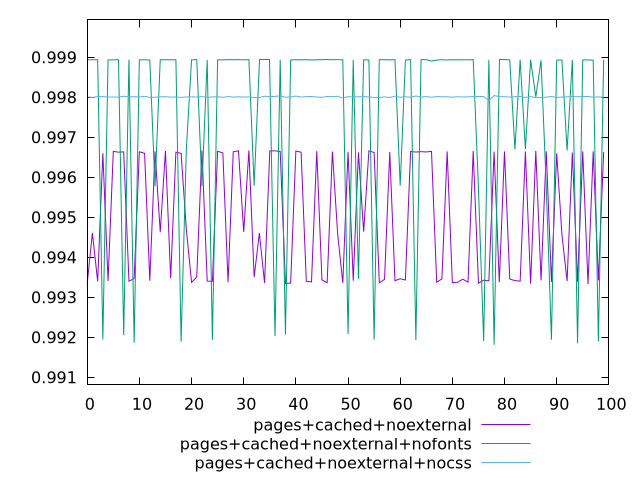 0.999
0.998
0.997
0.996
0.995
0.994
0.993
0.992
0.991
0 10 20 30 40 50 60 70 80 90 100
pages+cached+noexternal
pages+cached+noexternal+nofonts
pages+cached+noexternal+nocss